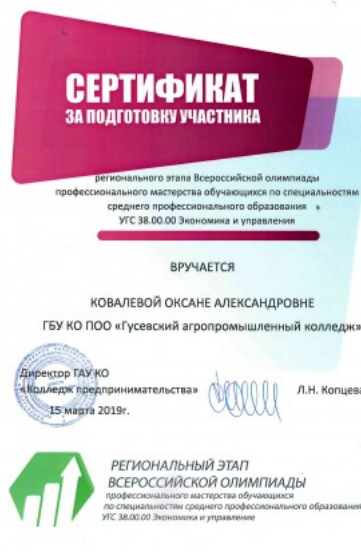 СЕРТИФИКАТ
ЗА ПОДГОТОВКУ УЧАСТНИКА
регионального этапа Всероссийской олимпиады
профессионального мастерства обучающихся по специальностям
среднего профессионального образования
УГС 38.00.00 Экономика и управления
ВРУЧАЕТСЯ
КОВАЛЕВОЙ ОКСАНЕ АЛЕКСАНДРОВНЕ
ГБУ КО ПОО «Гусевский агропромышленный колледж»
Директор ГАУ КО
«Колледж предпринимательства» Л.Н. Копцева
15 марта 2019г.
РЕГИОНАЛЬНЫЙ ЭТАП
ВСЕРОССИЙСКОЙ ОЛИМПИАДЫ
профессионального мастерства обучающихся
по специальностям среднего профессионального образования
УГС 38.00.00 Экономика и управление